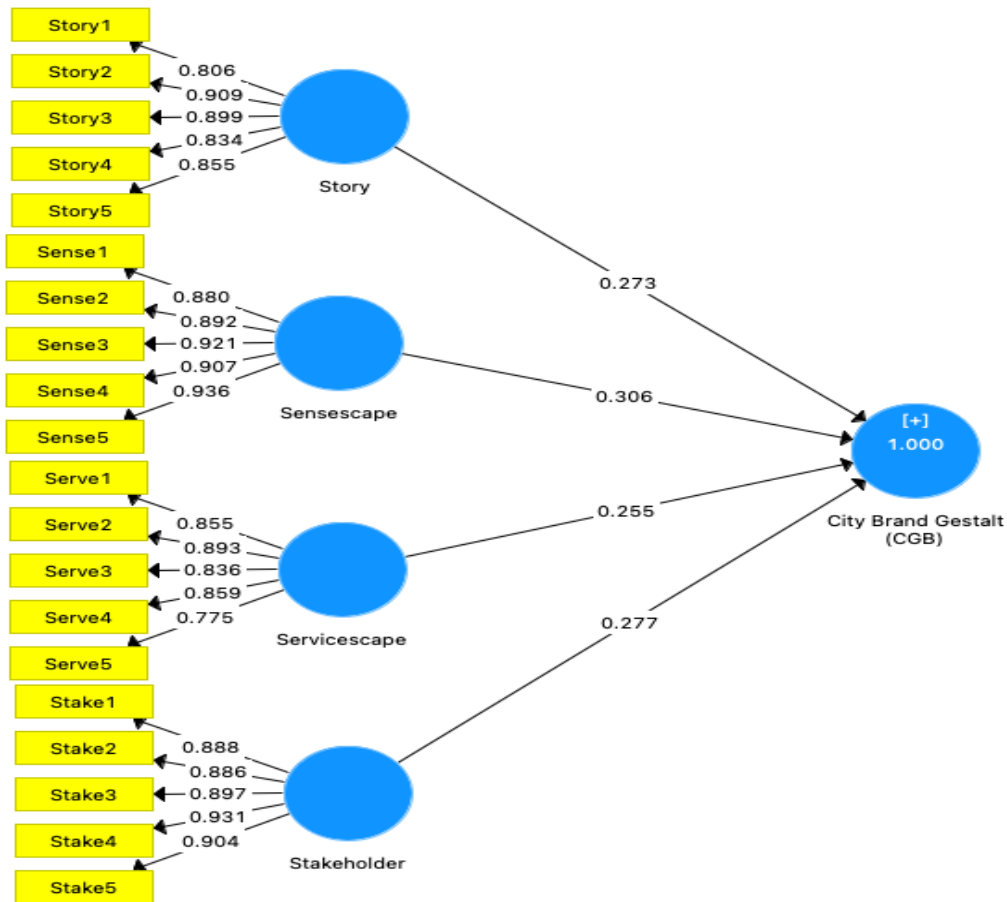 Story1
0.806
Story2
0.909
Story3
0.899
Story4
0.834
0.855
Story5
Story
Sense1
0.880
Sense2
0.892
Sense3
0.921
Sense4
0.907
0.936
Sense5
Sensescape
Serve1
0.855
Serve2
0.893
Serve3
0.836
Serve4
0.859
0.775
Serve5
Servicescape
Stake1
0.888
Stake2
0.886
Stake3
0.897
Stake4
0.931
0.904
Stake5
Stakeholder
0.273
0.306
0.255
0.277
[+]
1.000
City Brand Gestalt
(CGB)